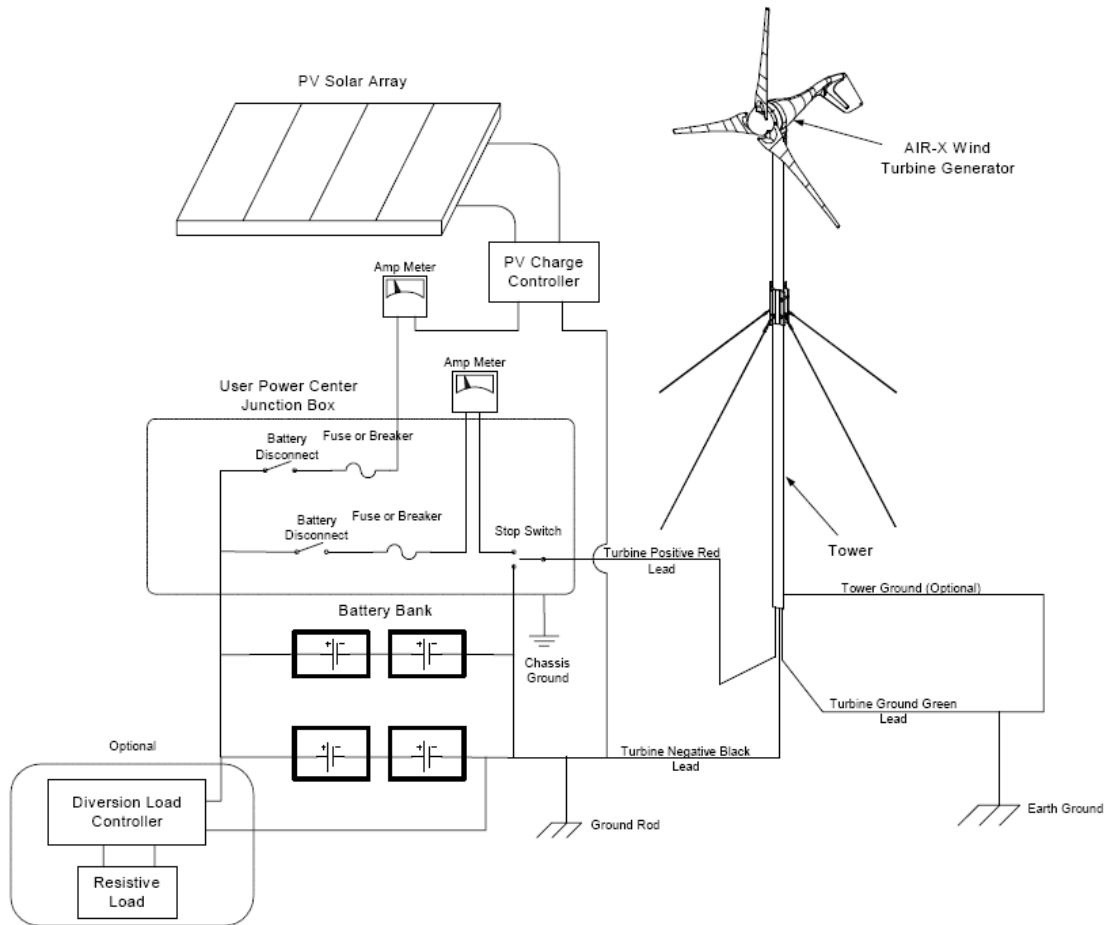 PV Solar Array
AIR-X Wind
Turbine Generator
PV Charge
Controller
Amp Meter
Amp Meter
User Power Center
Junction Box
Battery
Disconnect
Fuse or Breaker
Battery
Disconnect
Fuse or Breaker
Stop Switch
Turbine Positive Red
Lead
Tower
Tower Ground (Optional)
Battery Bank
+ -
+ -
Chassis
Ground
Turbine Ground Green
Lead
Optional
+ -
+ -
Turbine Negative Black
Lead
Diversion Load
Controller
Ground Rod
Earth Ground
Resistive
Load